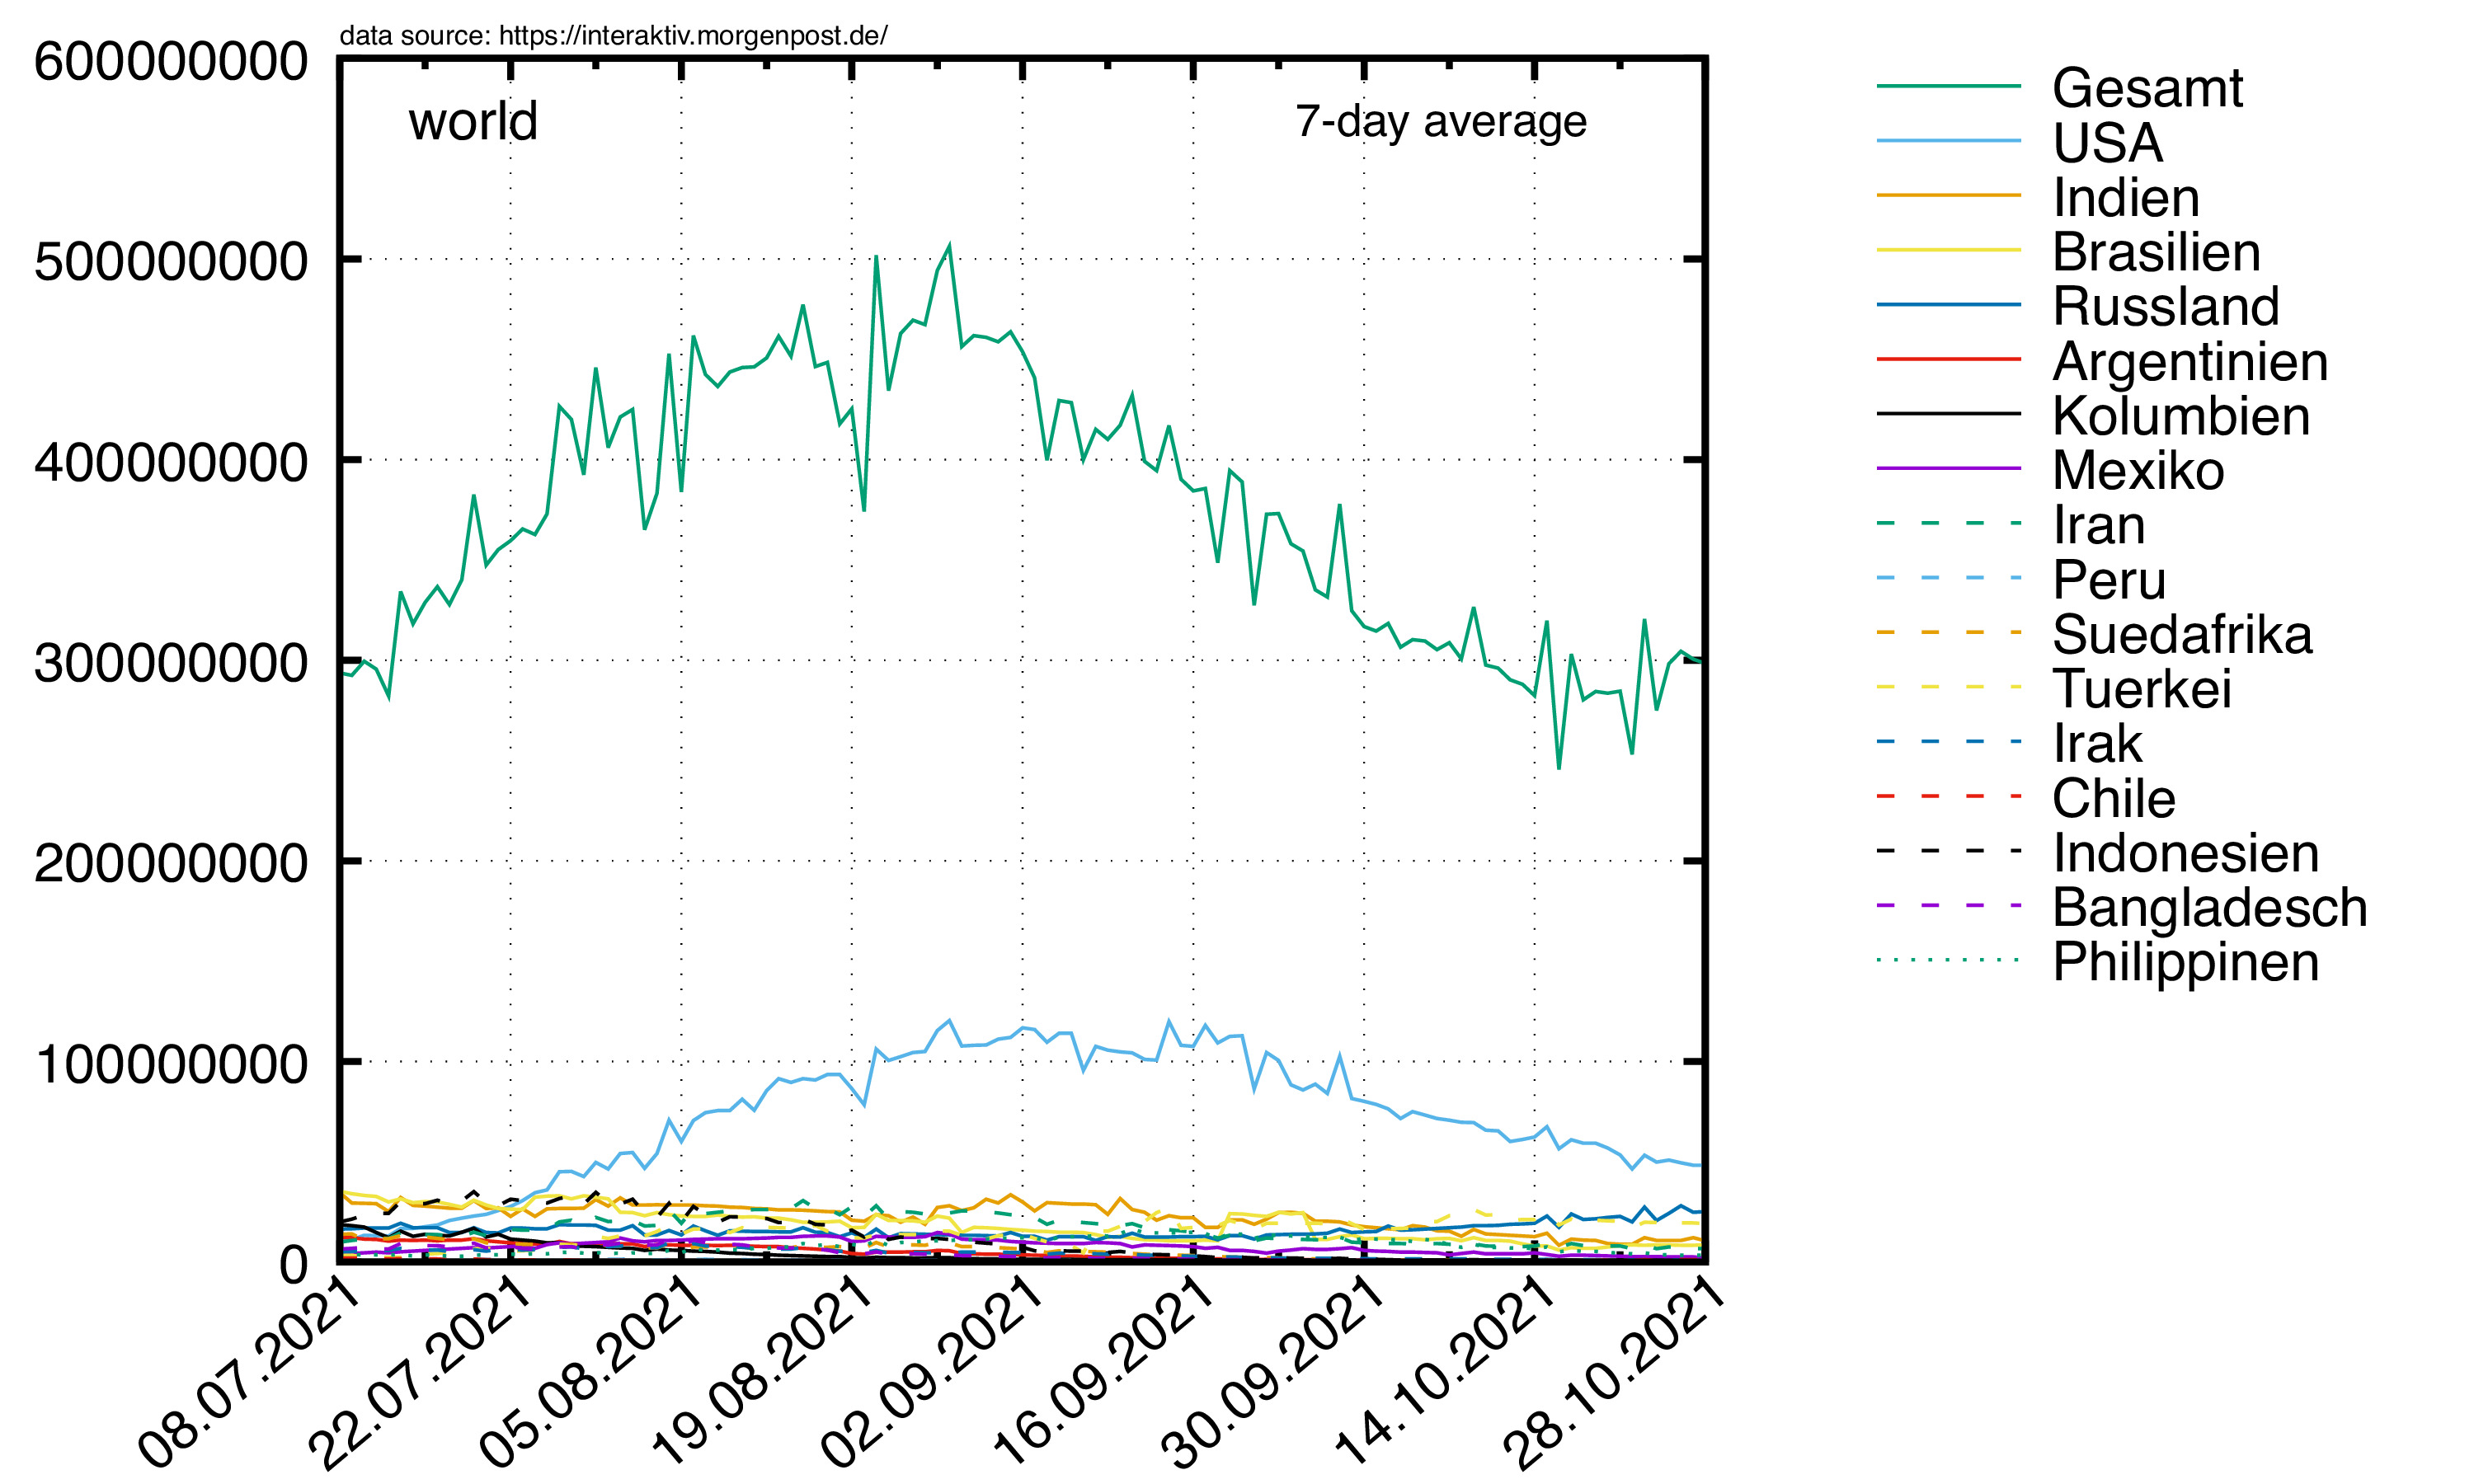 data source: https://interaktiv.morgenpost.de/
world
7-day average
600000000
500000000
400000000
300000000
200000000
100000000
0
08.07.2021
22.07.2021
05.08.2021
19.08.2021
02.09.2021
16.09.2021
30.09.2021
14.10.2021
28.10.2021
Gesamt
USA
Indien
Brasilien
Russland
Argentinien
Kolumbien
Mexiko
Iran
Peru
Suedafrika
Tuerkei
Irak
Chile
Indonesien
Bangladesch
Philippinen